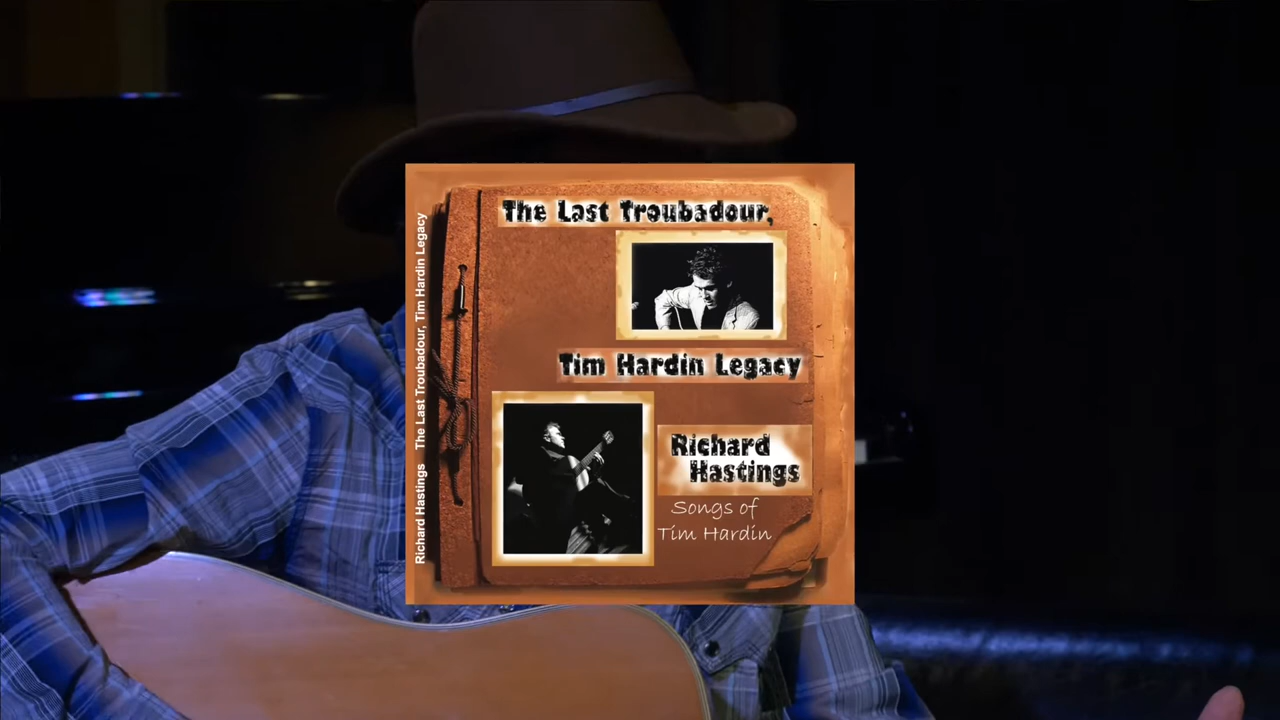 The Last Troubadour,
Tim Hardin Legacy
Richard
Hastings
Songs of
Tim Hardin
Richard Hastings The Last Troubadour, Tim Hardin Legacy